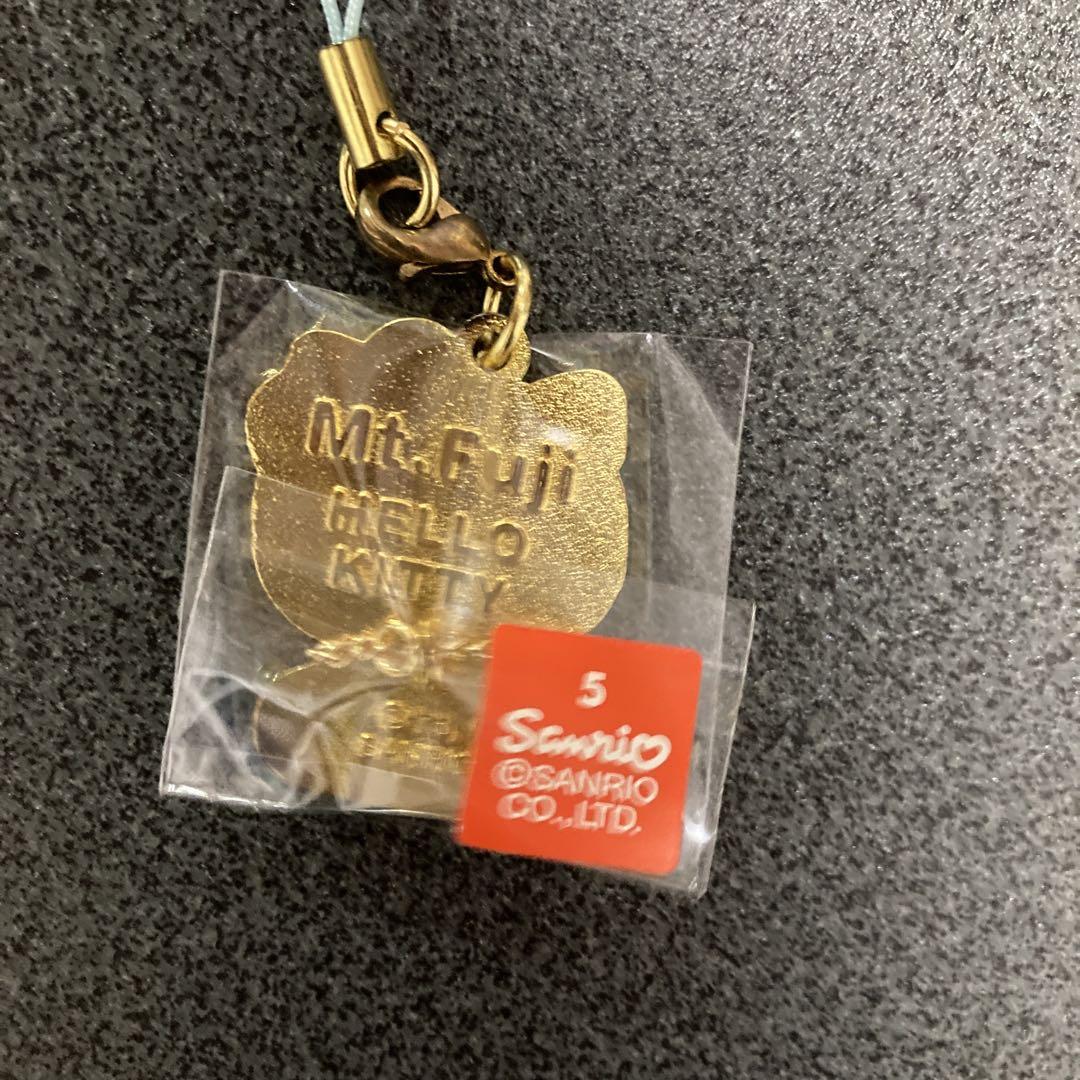 Mt.Fuji
HELLO
KITTY
5
Sanrio
©SANRIO
CO.,LTD.